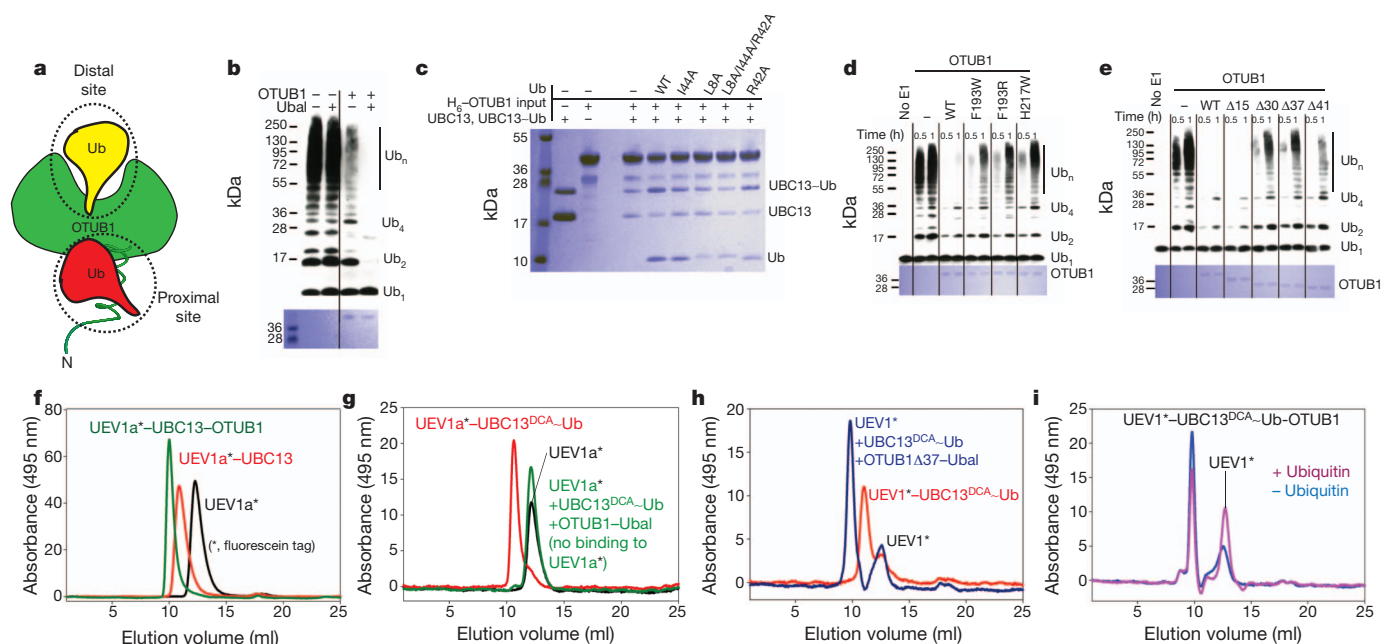 a
Distal site
Ub
OTUB1
Ub
Proximal site
N
b
OTUB1 – – + +
Ubal – + – +
kDa
250
130
95
72
55
36
28
17
36
28
Ubn
Ub4
Ub2
Ub1
c
Ub – – – WT I44A L8A L8A/I44A/R42A R42A
H6–OTUB1 input – + + + + + + +
UBC13, UBC13–Ub + – + + + + + +
kDa
55
36
28
17
10
UBC13–Ub
UBC13
Ub
d
OTUB1
No E1 – WT F193W F193R H217W
Time (h) 0.5 1 0.5 1 0.5 1 0.5 1 0.5 1
kDa
250
130
95
72
55
36
28
17
36
28
Ubn
Ub4
Ub2
Ub1
OTUB1
e
OTUB1
No E1 – WT Δ15 Δ30 Δ37 Δ41
Time (h) 0.5 1 0.5 1 0.5 1 0.5 1 0.5 1 0.5 1
kDa
250
130
95
72
55
36
28
17
36
28
Ubn
Ub4
Ub2
Ub1
OTUB1
f
Absorbance (495 nm)
80
60
40
20
0
UEV1a*–UBC13–OTUB1
UEV1a*–UBC13
UEV1a*
(*, fluorescein tag)
5 10 15 20 25
Elution volume (ml)
g
Absorbance (495 nm)
25
20
15
10
5
0
UEV1a*–UBC13DCA~Ub
UEV1a*
UEV1a*
+UBC13DCA~Ub
+OTUB1–Ubal
(no binding to
UEV1a*)
5 10 15 20 25
Elution volume (ml)
h
Absorbance (495 nm)
20
15
10
5
0
UEV1*
+UBC13DCA~Ub
+OTUB1Δ37–Ubal
UEV1*–UBC13DCA~Ub
UEV1*
5 10 15 20 25
Elution volume (ml)
i
Absorbance (495 nm)
25
20
15
10
5
0
UEV1*–UBC13DCA~Ub-OTUB1
UEV1*
+ Ubiquitin
– Ubiquitin
5 10 15 20 25
Elution volume (ml)